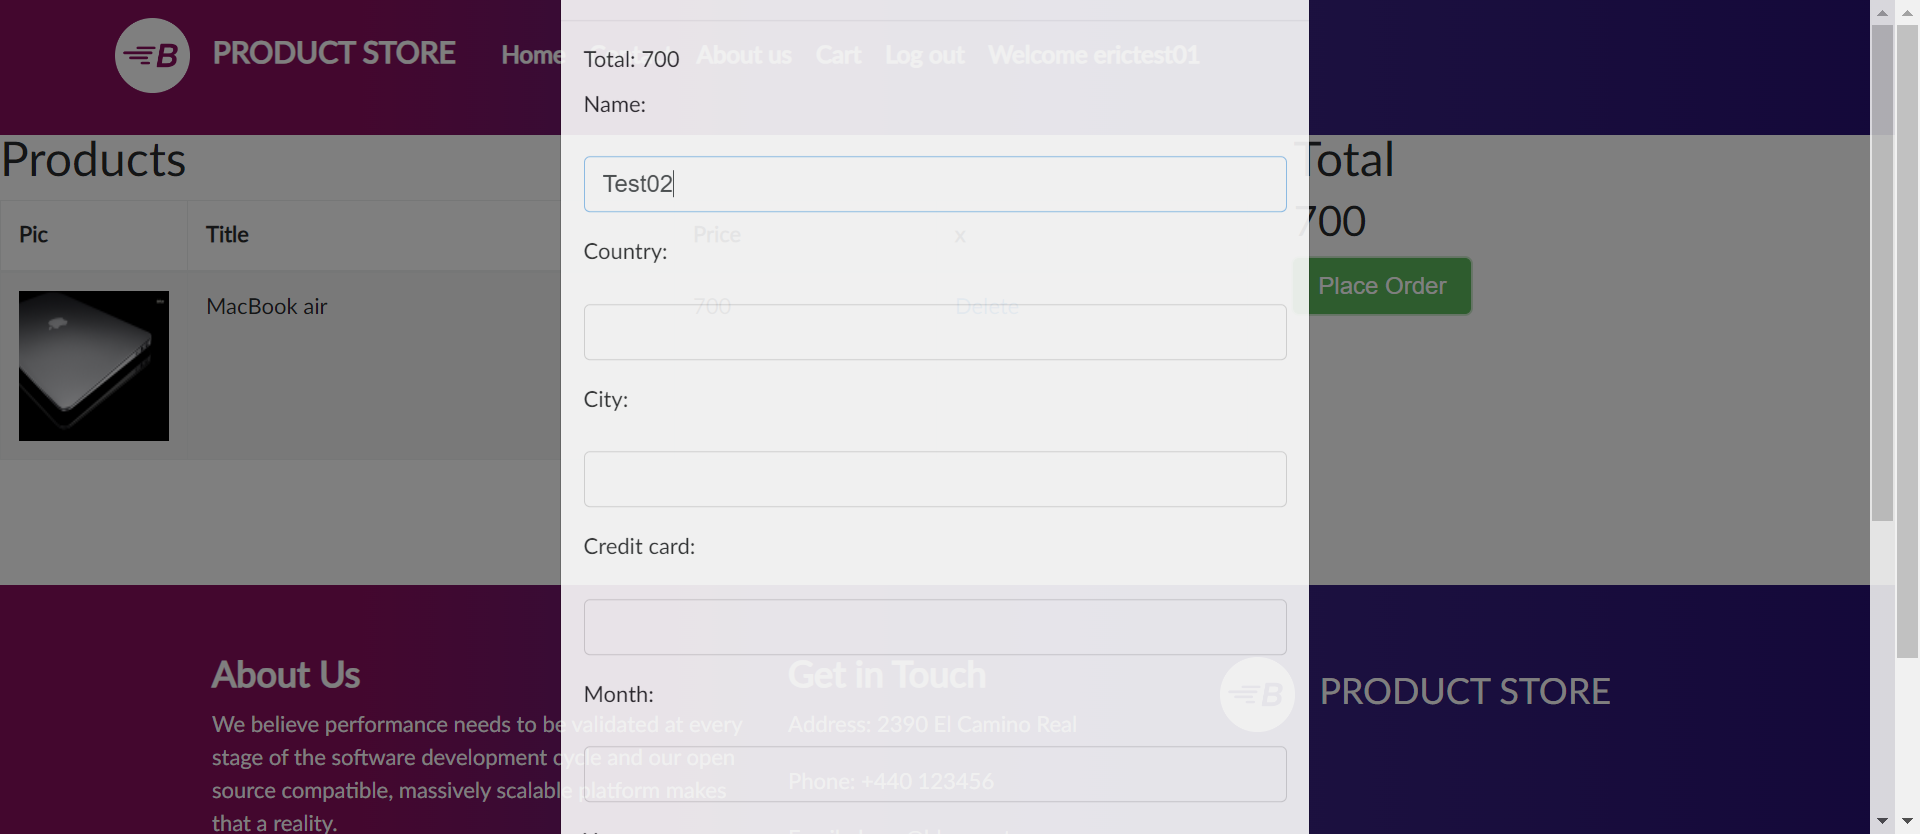 B
PRODUCT STORE
Home
Contact
About us
Cart
Log out
Welcome erictest01
Total: 700
Name:
Test02
Products
Pic
Title
Price
x
MacBook air
700
Delete
Total
700
Place Order
Country:
City:
Credit card:
Month:
About Us
We believe performance needs to be validated at every
stage of the software development cycle and our open
source compatible, massively scalable platform makes
that a reality.
Get in Touch
Address: 2390 El Camino Real
Phone: +440 123456
B
PRODUCT STORE